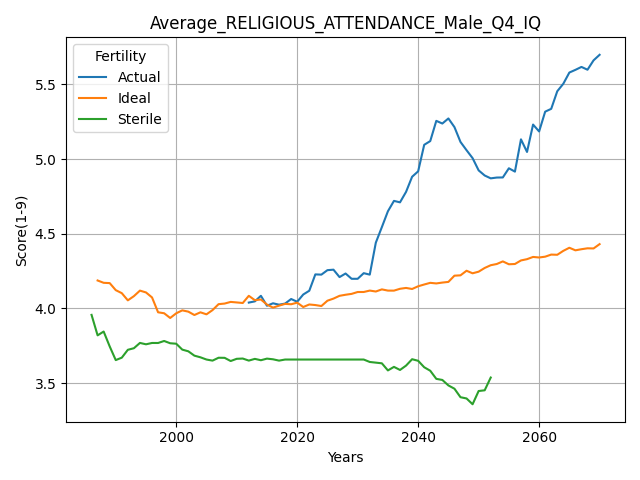 Average_RELIGIOUS_ATTENDANCE_Male_Q4_IQ
Fertility
Actual
Ideal
Sterile
5.5
5.0
4.5
4.0
3.5
Score(1-9)
2000
2020
2040
2060
Years